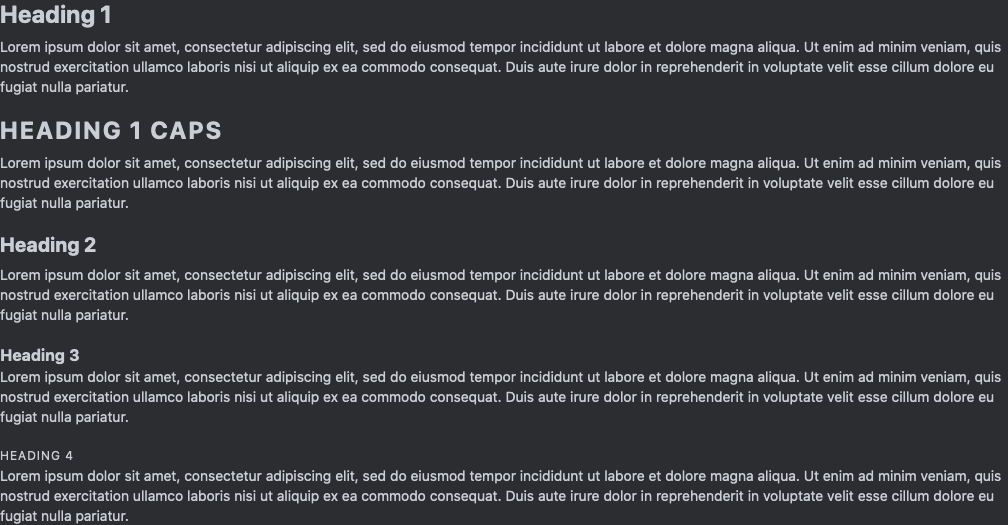 Heading 1
Lorem ipsum dolor sit amet, consectetur adipiscing elit, sed do eiusmod tempor incididunt ut labore et dolore magna aliqua. Ut enim ad minim veniam, quis
nostrud exercitation ullamco laboris nisi ut aliquip ex ea commodo consequat. Duis aute irure dolor in reprehenderit in voluptate velit esse cillum dolore eu
fugiat nulla pariatur.
HEADING 1 CAPS
Lorem ipsum dolor sit amet, consectetur adipiscing elit, sed do eiusmod tempor incididunt ut labore et dolore magna aliqua. Ut enim ad minim veniam, quis
nostrud exercitation ullamco laboris nisi ut aliquip ex ea commodo consequat. Duis aute irure dolor in reprehenderit in voluptate velit esse cillum dolore eu
fugiat nulla pariatur.
Heading 2
Lorem ipsum dolor sit amet, consectetur adipiscing elit, sed do eiusmod tempor incididunt ut labore et dolore magna aliqua. Ut enim ad minim veniam, quis
nostrud exercitation ullamco laboris nisi ut aliquip ex ea commodo consequat. Duis aute irure dolor in reprehenderit in voluptate velit esse cillum dolore eu
fugiat nulla pariatur.
Heading 3
Lorem ipsum dolor sit amet, consectetur adipiscing elit, sed do eiusmod tempor incididunt ut labore et dolore magna aliqua. Ut enim ad minim veniam, quis
nostrud exercitation ullamco laboris nisi ut aliquip ex ea commodo consequat. Duis aute irure dolor in reprehenderit in voluptate velit esse cillum dolore eu
fugiat nulla pariatur.
HEADING 4
Lorem ipsum dolor sit amet, consectetur adipiscing elit, sed do eiusmod tempor incididunt ut labore et dolore magna aliqua. Ut enim ad minim veniam, quis
nostrud exercitation ullamco laboris nisi ut aliquip ex ea commodo consequat. Duis aute irure dolor in reprehenderit in voluptate velit esse cillum dolore eu
fugiat nulla pariatur.